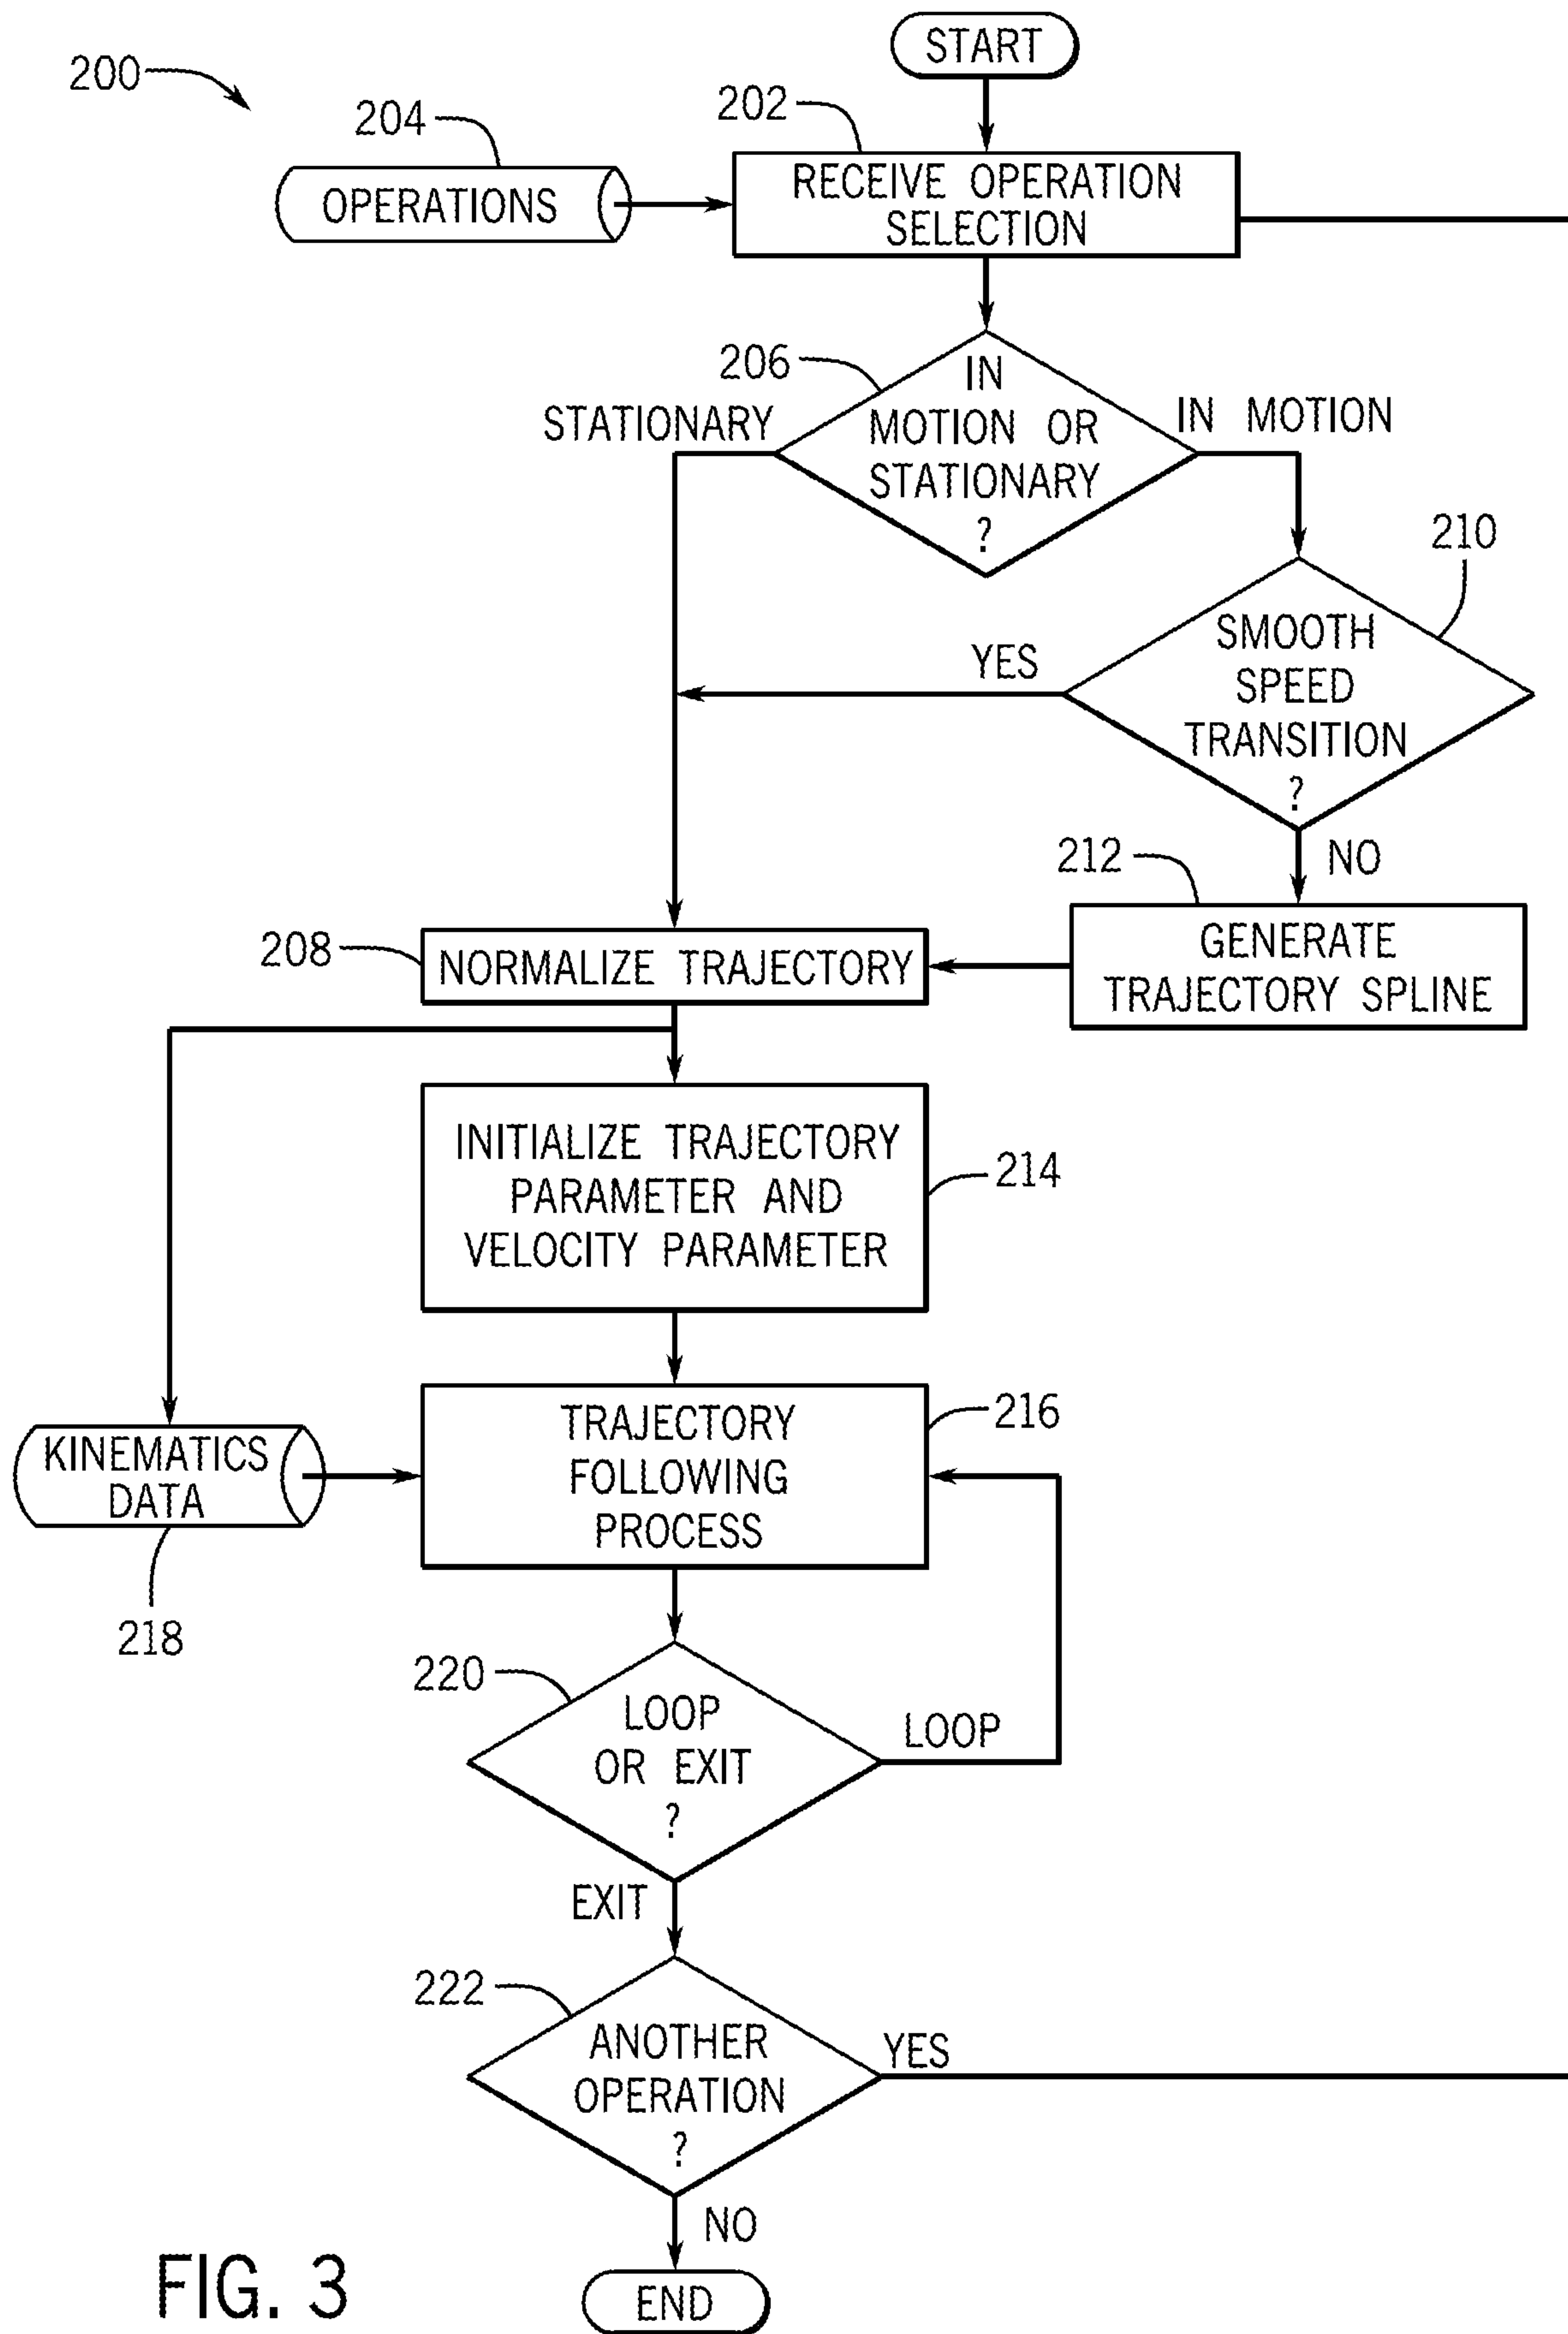 START
200
204
202
OPERATIONS
RECEIVE OPERATION
SELECTION
206
IN
MOTION OR
STATIONARY
?
STATIONARY
IN MOTION
210
SMOOTH
SPEED
TRANSITION
?
YES
NO
212
GENERATE
TRAJECTORY SPLINE
208
NORMALIZE TRAJECTORY
INITIALIZE TRAJECTORY
PARAMETER AND
VELOCITY PARAMETER
214
TRAJECTORY
FOLLOWING
PROCESS
216
KINEMATICS
DATA
218
220
LOOP
OR EXIT
?
LOOP
EXIT
222
ANOTHER
OPERATION
?
YES
NO
END
FIG. 3